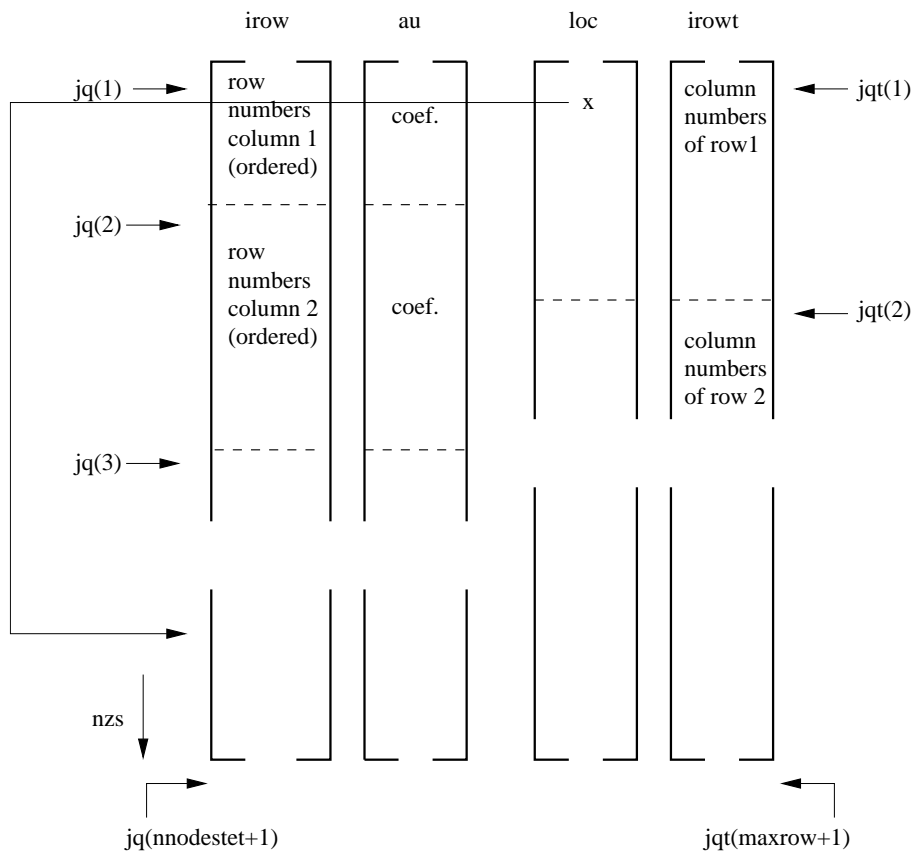 irow au loc irowt
jq(1)
row
numbers
column 1
(ordered)
coef.
x
column
numbers
of row1
jqt(1)
jq(2)
row
numbers
column 2
(ordered)
coef.
column
numbers
of row 2
jqt(2)
jq(3)
nzs
jq(nnodestet+1)
jqt(maxrow+1)